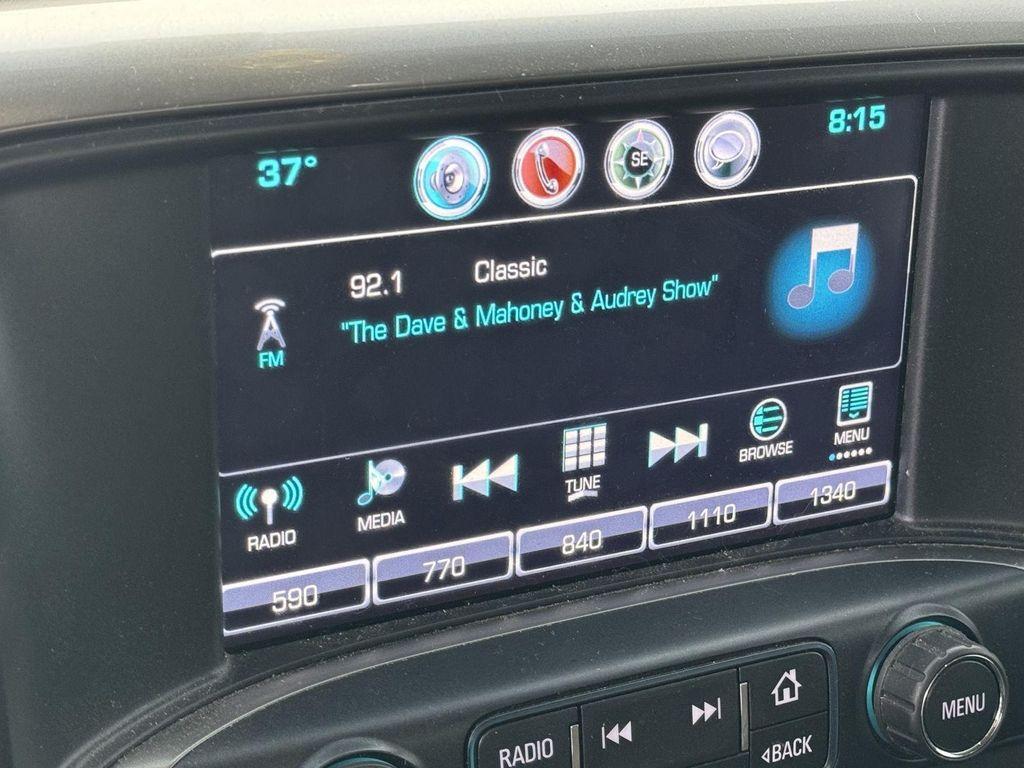 37° SE 8:15
92.1 Classic
"The Dave & Mahoney & Audrey Show"
FM
RADIO MEDIA TUNE BROWSE MENU
590 770 840 1110 1340
RADIO BACK MENU